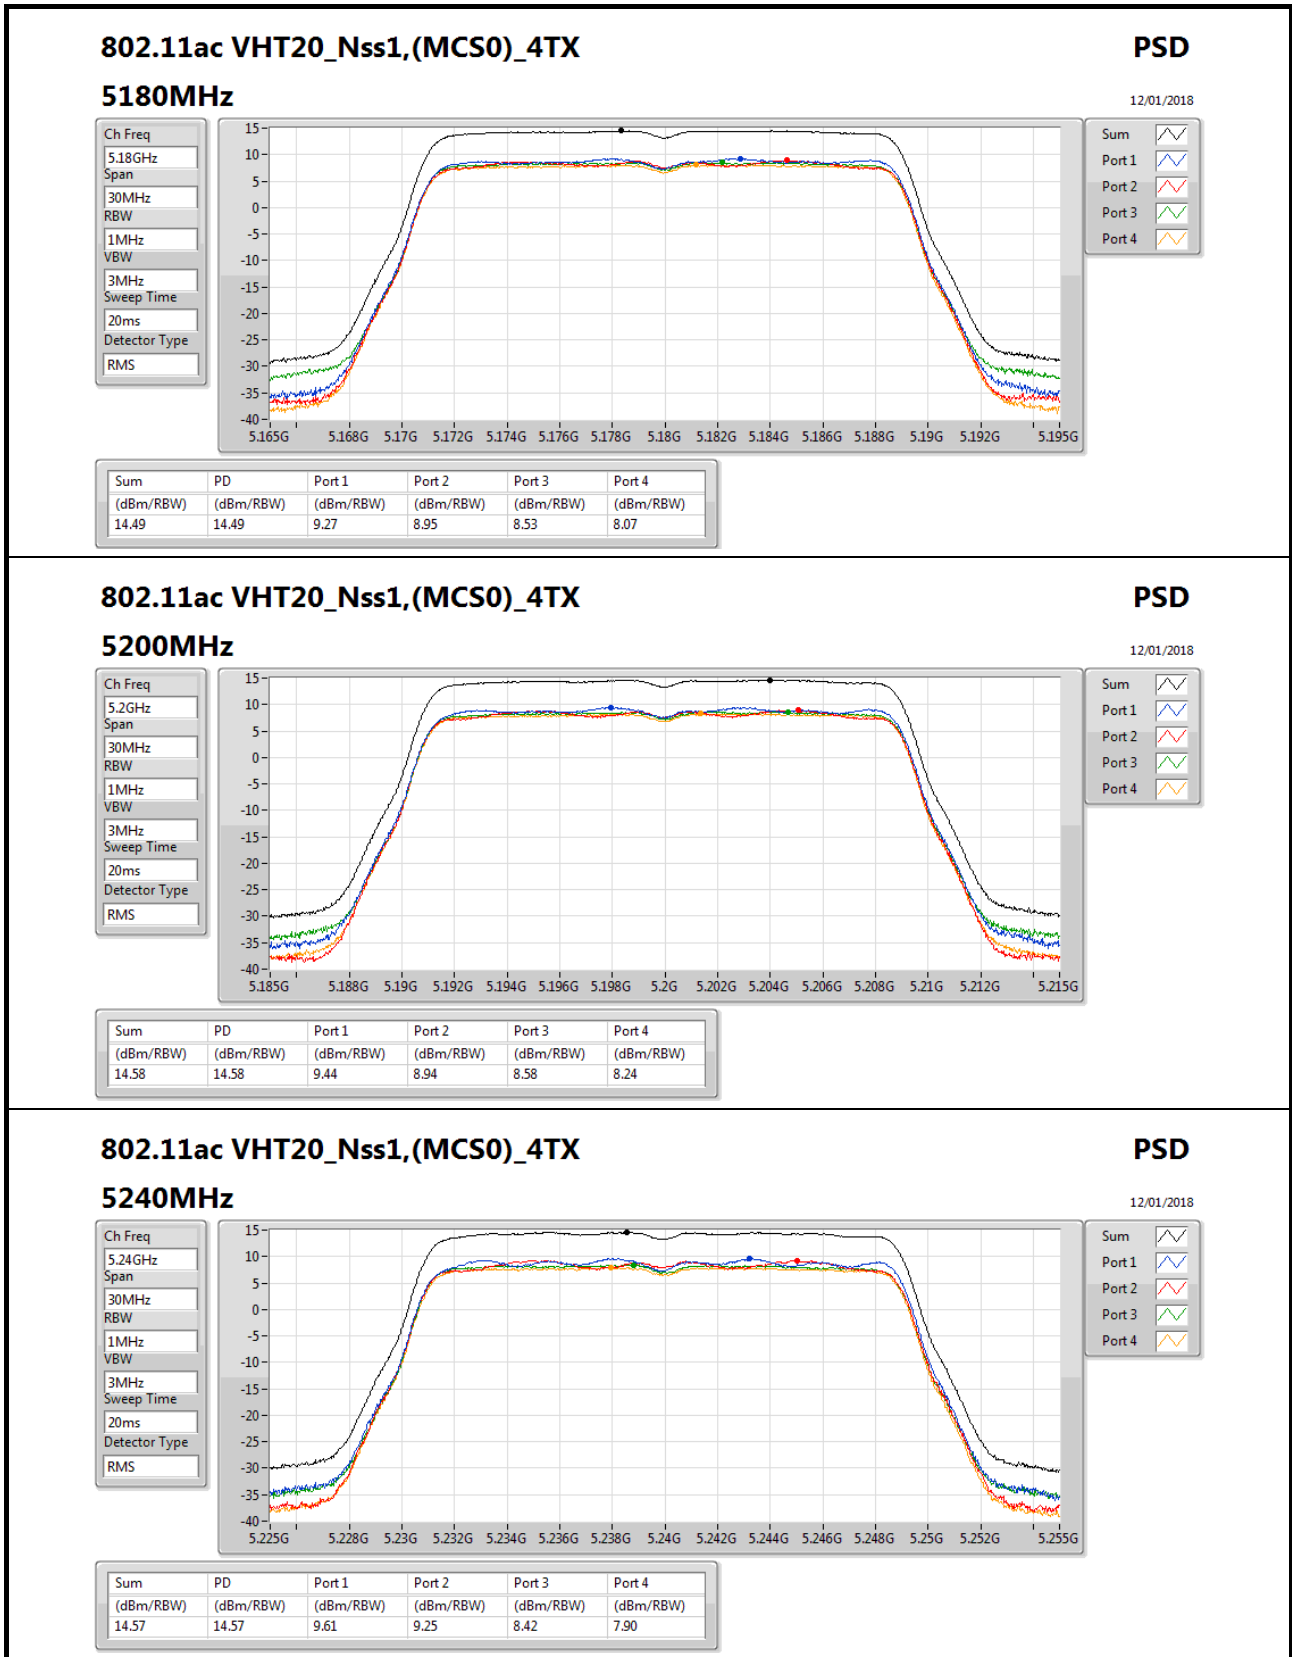 802.11ac VHT20_Nss1,(MCS0)_4TX PSD
5180MHz
12/01/2018
Ch Freq
5.18GHz
Span
30MHz
RBW
1MHz
VBW
3MHz
Sweep Time
20ms
Detector Type
RMS
15
10
5
0
-5
-10
-15
-20
-25
-30
-35
-40
5.165G 5.168G 5.17G 5.172G 5.174G 5.176G 5.178G 5.18G 5.182G 5.184G 5.186G 5.188G 5.19G 5.192G 5.195G
Sum
Port 1
Port 2
Port 3
Port 4
Sum PD Port 1 Port 2 Port 3 Port 4
(dBm/RBW) (dBm/RBW) (dBm/RBW) (dBm/RBW) (dBm/RBW) (dBm/RBW)
14.49 14.49 9.27 8.95 8.53 8.07
802.11ac VHT20_Nss1,(MCS0)_4TX PSD
5200MHz
12/01/2018
Ch Freq
5.2GHz
Span
30MHz
RBW
1MHz
VBW
3MHz
Sweep Time
20ms
Detector Type
RMS
15
10
5
0
-5
-10
-15
-20
-25
-30
-35
-40
5.185G 5.188G 5.19G 5.192G 5.194G 5.196G 5.198G 5.2G 5.202G 5.204G 5.206G 5.208G 5.21G 5.212G 5.215G
Sum
Port 1
Port 2
Port 3
Port 4
Sum PD Port 1 Port 2 Port 3 Port 4
(dBm/RBW) (dBm/RBW) (dBm/RBW) (dBm/RBW) (dBm/RBW) (dBm/RBW)
14.58 14.58 9.44 8.94 8.58 8.24
802.11ac VHT20_Nss1,(MCS0)_4TX PSD
5240MHz
12/01/2018
Ch Freq
5.24GHz
Span
30MHz
RBW
1MHz
VBW
3MHz
Sweep Time
20ms
Detector Type
RMS
15
10
5
0
-5
-10
-15
-20
-25
-30
-35
-40
5.225G 5.228G 5.23G 5.232G 5.234G 5.236G 5.238G 5.24G 5.242G 5.244G 5.246G 5.248G 5.25G 5.252G 5.255G
Sum
Port 1
Port 2
Port 3
Port 4
Sum PD Port 1 Port 2 Port 3 Port 4
(dBm/RBW) (dBm/RBW) (dBm/RBW) (dBm/RBW) (dBm/RBW) (dBm/RBW)
14.57 14.57 9.61 9.25 8.42 7.90